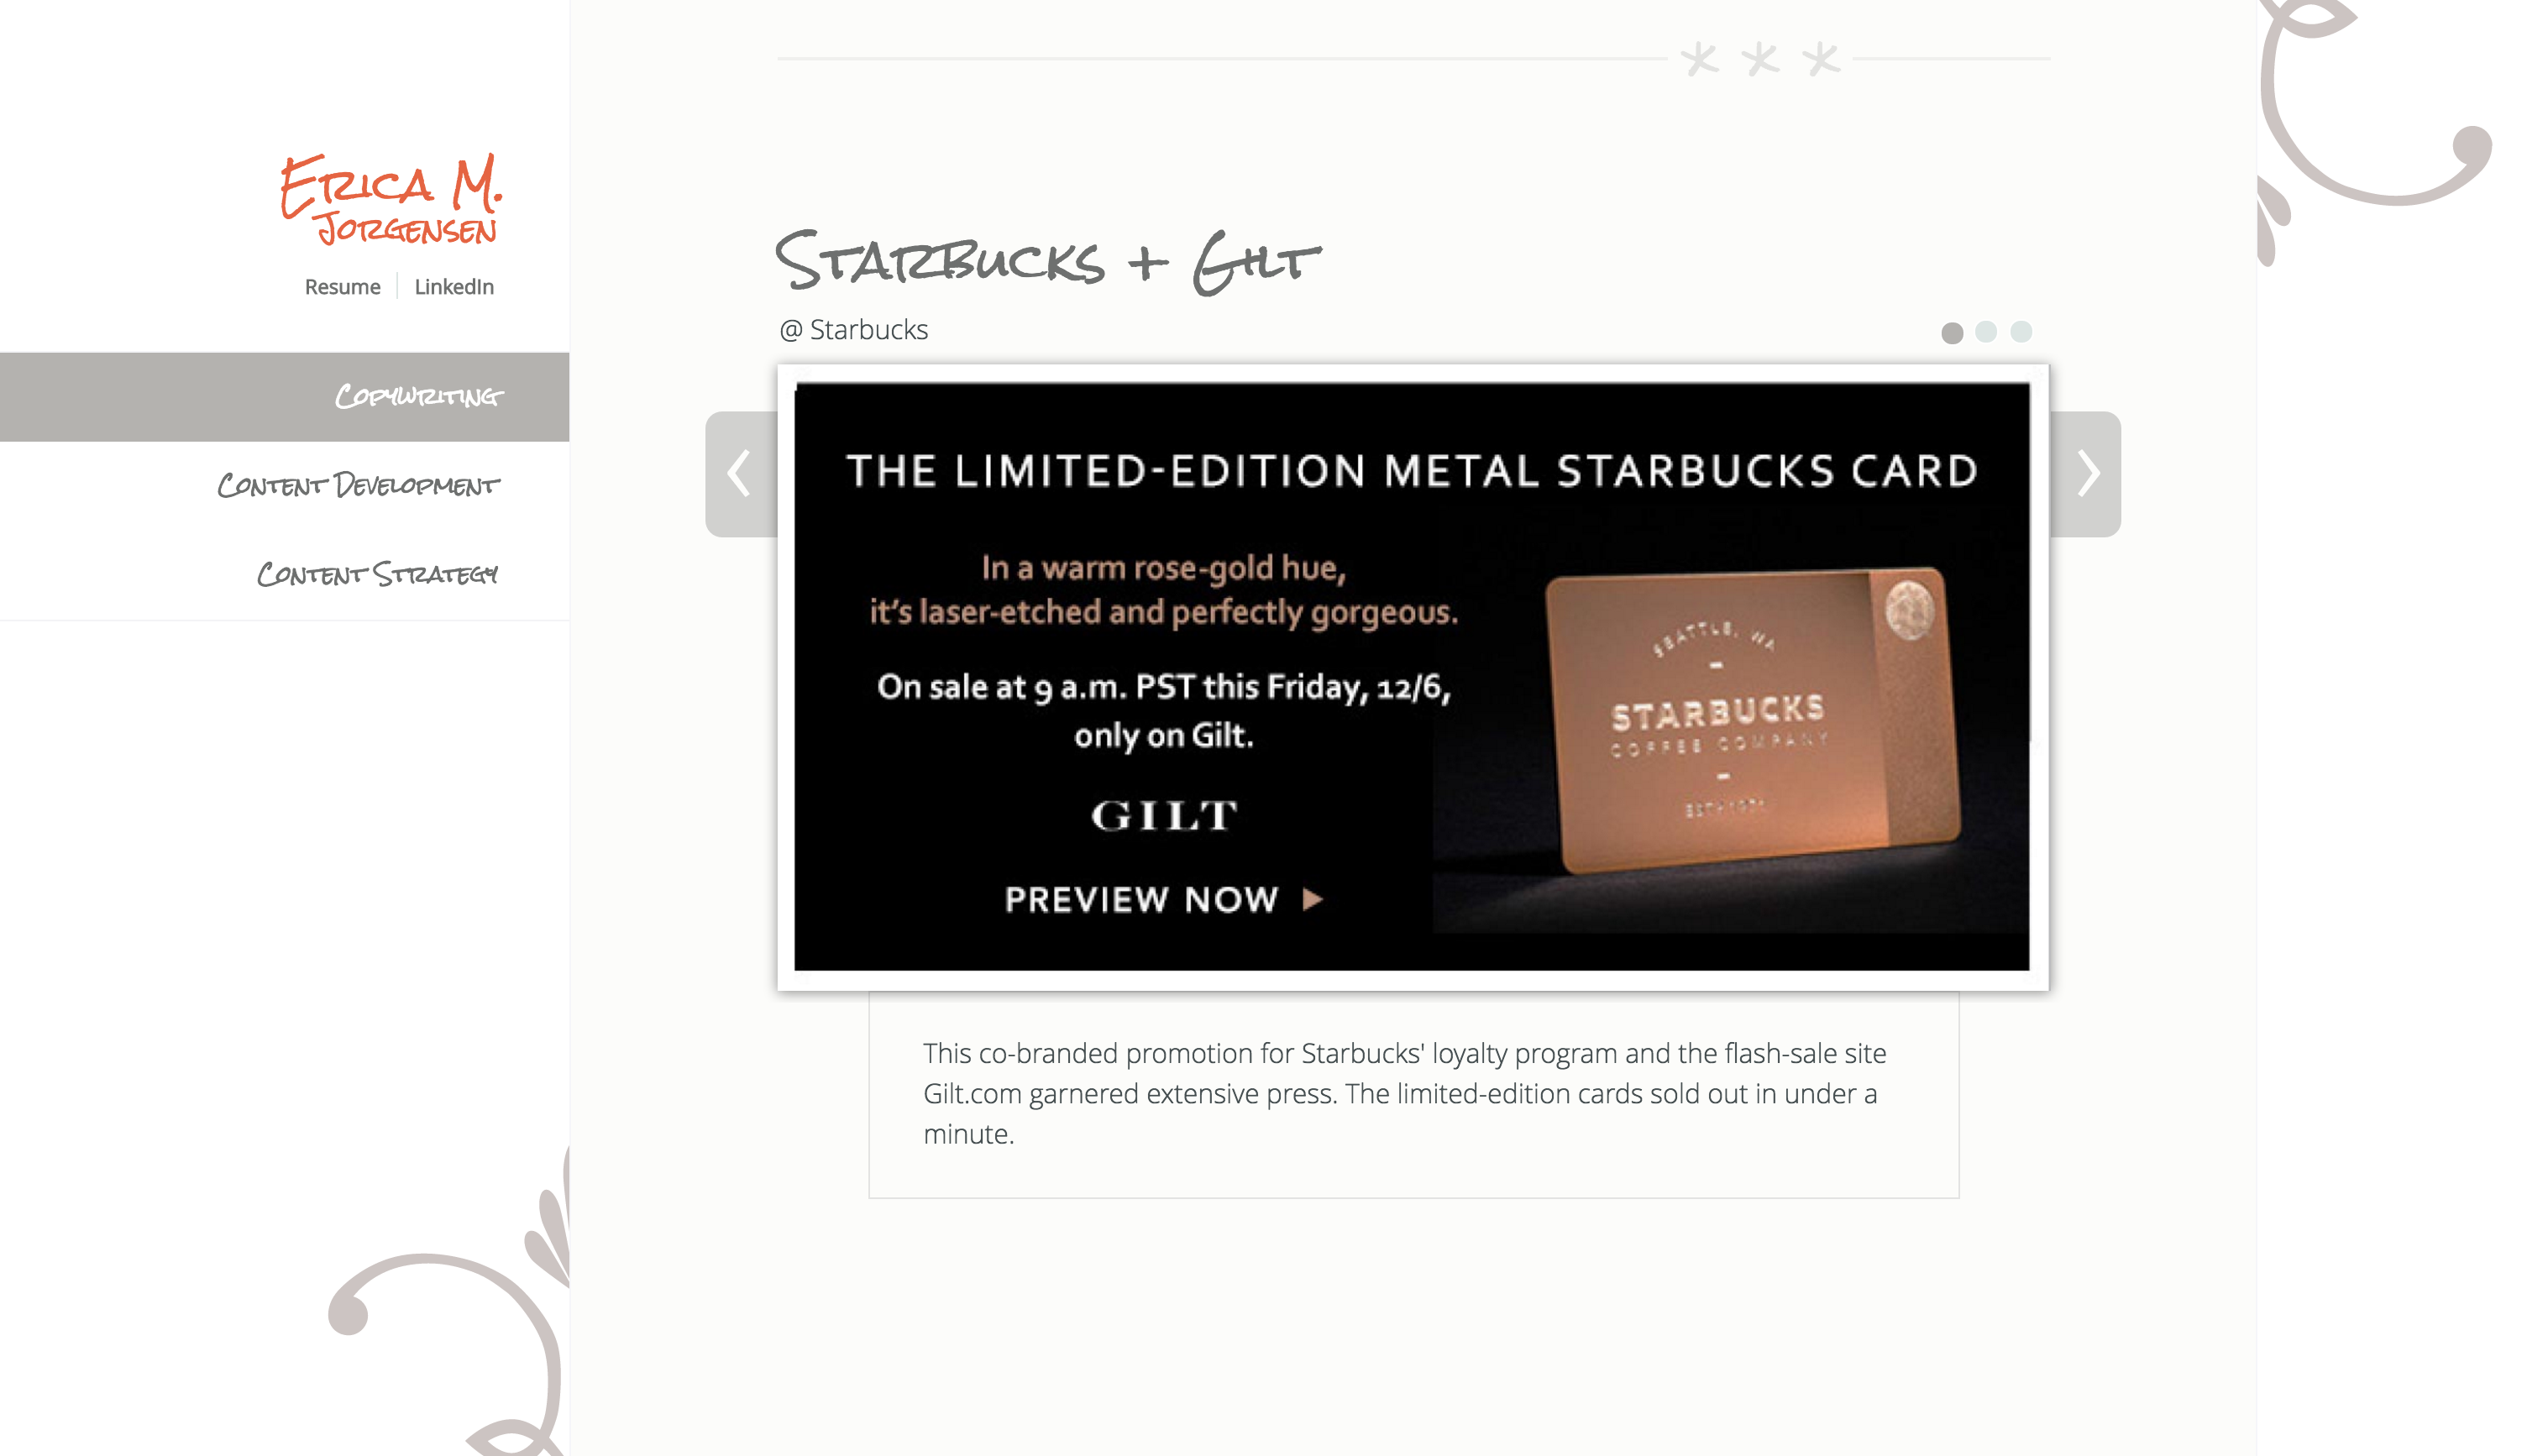 Erica M.
Jorgensen
Resume
LinkedIn
Copywriting
Content Development
Content Strategy
Starbucks + Gilt
@ Starbucks
THE LIMITED-EDITION METAL STARBUCKS CARD
In a warm rose-gold hue,
it’s laser-etched and perfectly gorgeous.
On sale at 9 a.m. PST this Friday, 12/6,
only on Gilt.
GILT
PREVIEW NOW
SEATTLE, WA
STARBUCKS
COFFEE COMPANY
This co-branded promotion for Starbucks' loyalty program and the flash-sale site
Gilt.com garnered extensive press. The limited-edition cards sold out in under a
minute.